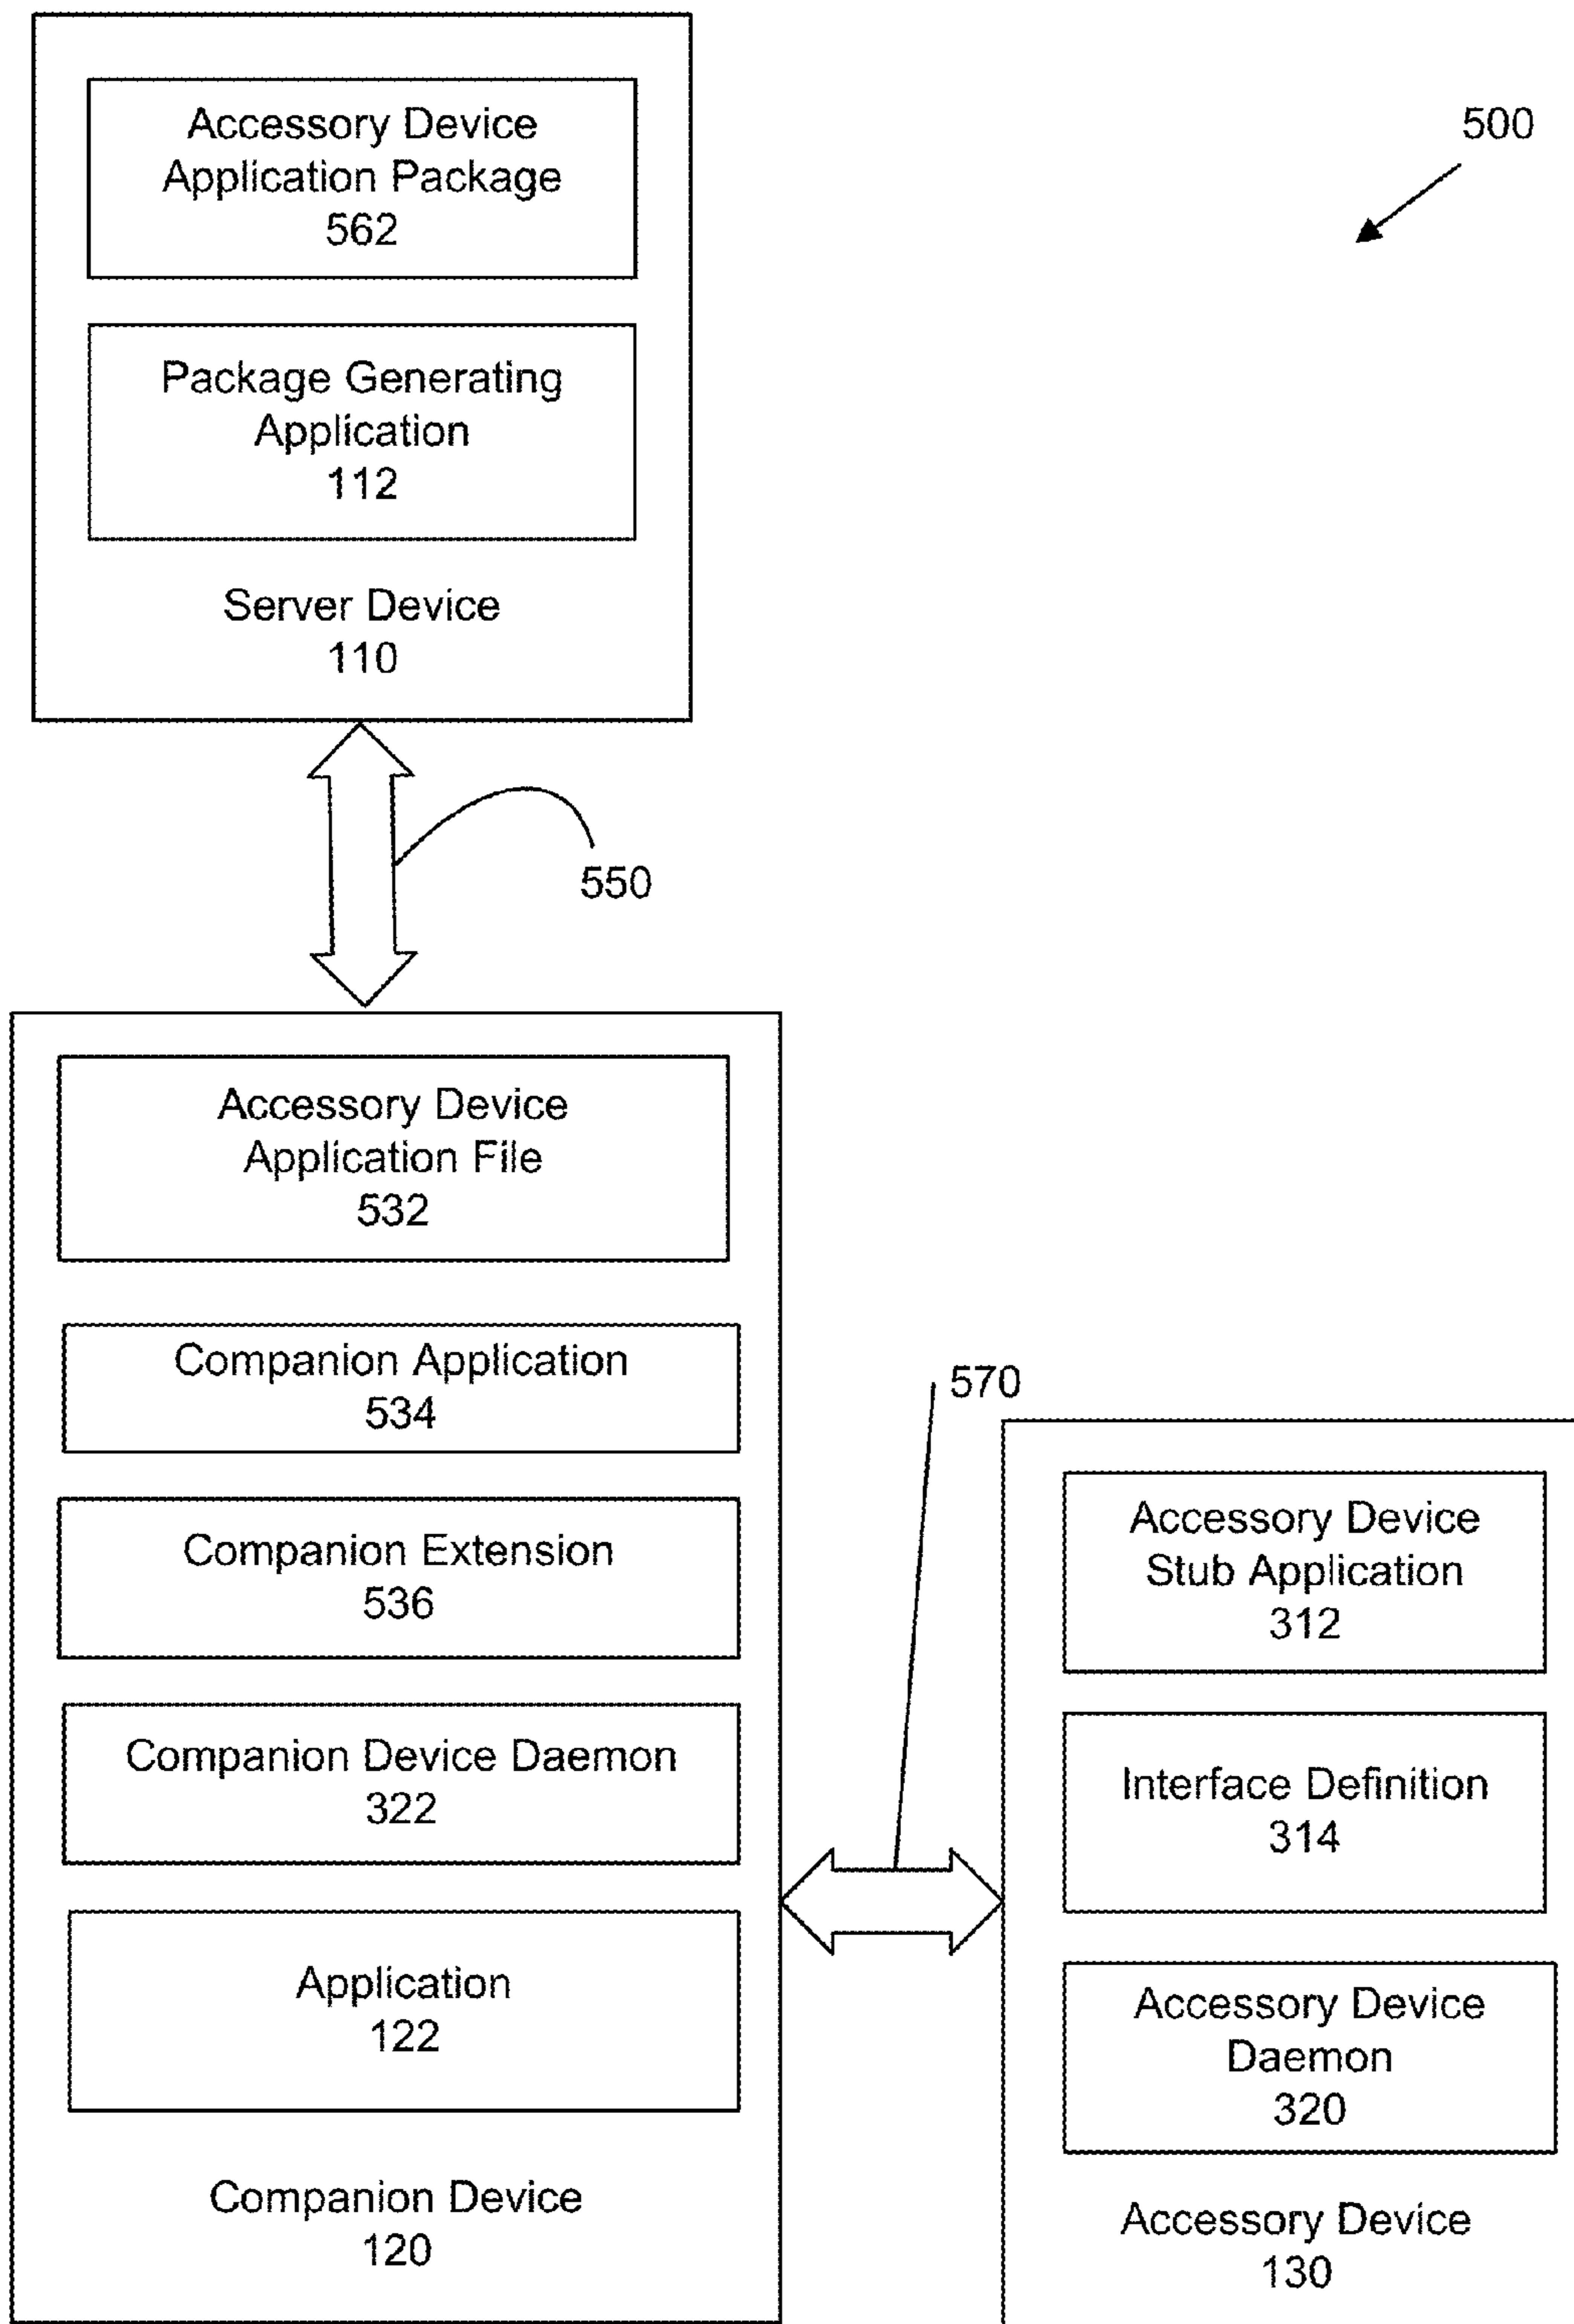 Accessory Device
Application Package
562
500
Package Generating
Application
112
Server Device
110
550
Accessory Device
Application File
532
Companion Application
534
570
Companion Extension
536
Companion Device Daemon
322
Application
122
Companion Device
120
Accessory Device
Stub Application
312
Interface Definition
314
Accessory Device
Daemon
320
Accessory Device
130